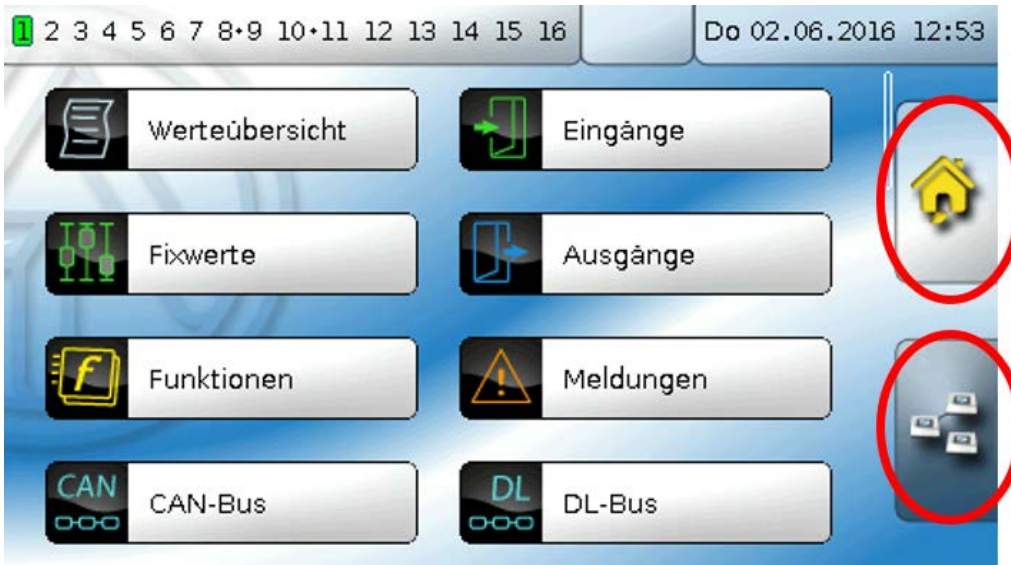 1 2 3 4 5 6 7 8•9 10•11 12 13 14 15 16 Do 02.06.2016 12:53
Werteübersicht Eingänge
Fixwerte Ausgänge
f Funktionen Meldungen
CAN CAN-Bus DL DL-Bus